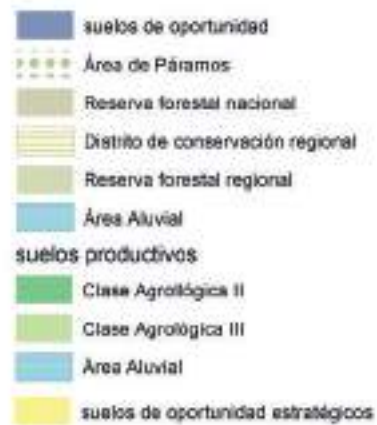 suelos de oportunidad
Área de Páramos
Reserva forestal nacional
Distrito de conservación regional
Reserva forestal regional
Área Aluvial
suelos productivos
Clase Agrológica II
Clase Agrológica III
Área Aluvial
suelos de oportunidad estratégicos